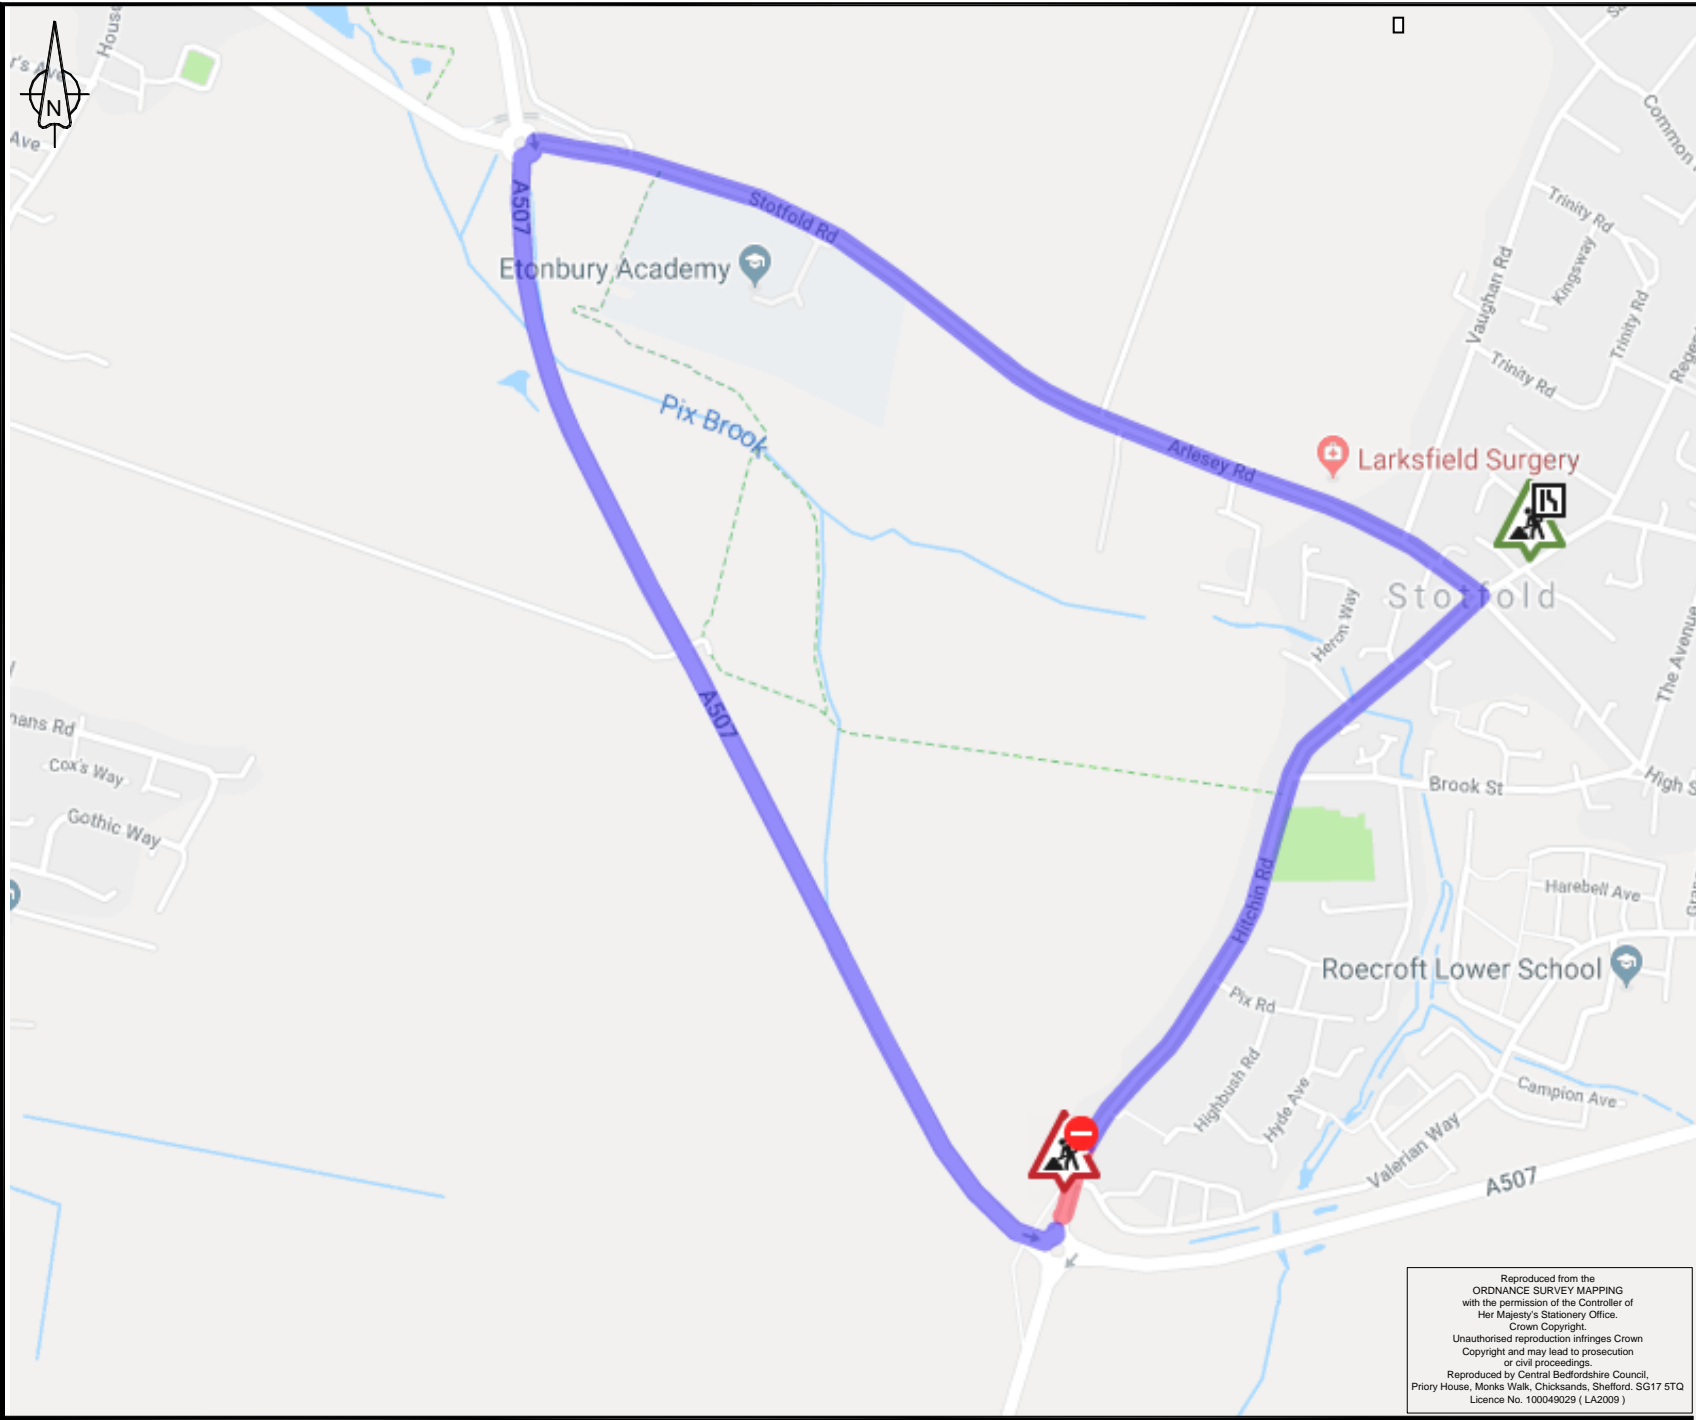 House
N
r's Ave
Ave
A507
Stotfold Rd
Etonbury Academy
Pix Brook
Arlesey Rd
Common
Trinity Rd
Kingsway
Vaughan Rd
Trinity Rd
Trinity Rd
Larksfield Surgery
Stotfold
Heron Way
The Avenue
A507
hans Rd
Cox's Way
Gothic Way
Brook St
High S
Hitchin Rd
Harebell Ave
Roecroft Lower School
Pix Rd
Highbush Rd
Hyde Ave
Campion Ave
Valerian Way
A507
Reproduced from the
ORDNANCE SURVEY MAPPING
with the permission of the Controller of
Her Majesty's Stationery Office.
Crown Copyright.
Unauthorised reproduction infringes Crown
Copyright and may lead to prosecution
or civil proceedings.
Reproduced by Central Bedfordshire Council,
Priory House, Monks Walk, Chicksands, Shefford. SG17 5TQ
Licence No. 100049029 ( LA2009 )